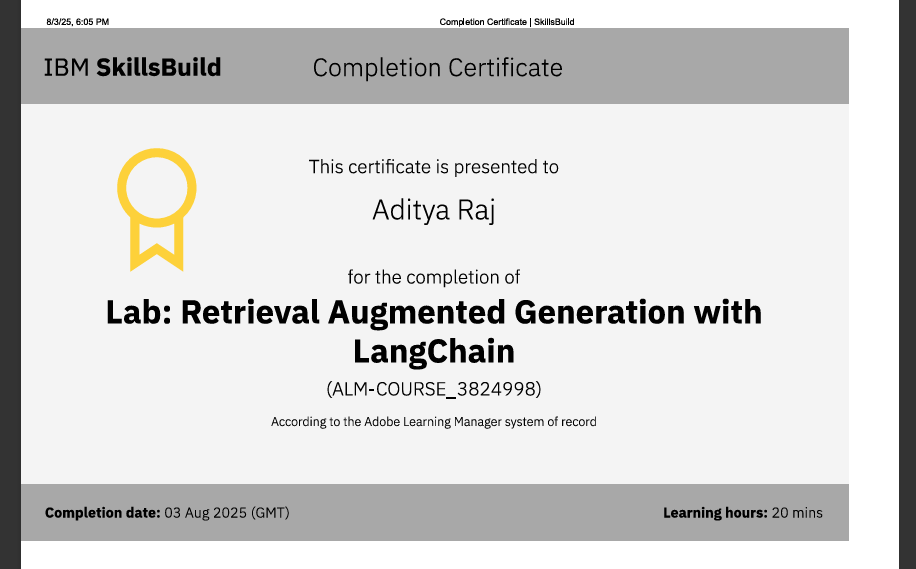 8/3/25, 6:05 PM Completion Certificate | SkillsBuild
IBM SkillsBuild Completion Certificate
This certificate is presented to
Aditya Raj
for the completion of
Lab: Retrieval Augmented Generation with
LangChain
(ALM-COURSE_3824998)
According to the Adobe Learning Manager system of record
Completion date: 03 Aug 2025 (GMT) Learning hours: 20 mins